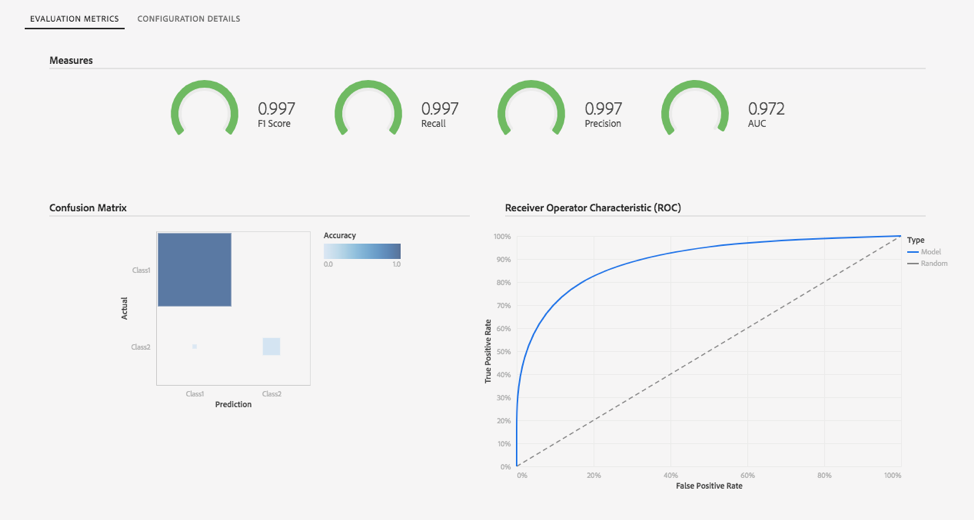 EVALUATION METRICS CONFIGURATION DETAILS
Measures
0.997
F1 Score
0.997
Recall
0.997
Precision
0.972
AUC
Confusion Matrix
Accuracy
0.0 1.0
Actual
Class1
Class2
Class1 Class2
Prediction
Receiver Operator Characteristic (ROC)
Type
Model
Random
True Positive Rate
100%
90%
80%
70%
60%
50%
40%
30%
20%
10%
0%
0% 20% 40% 60% 80% 100%
False Positive Rate